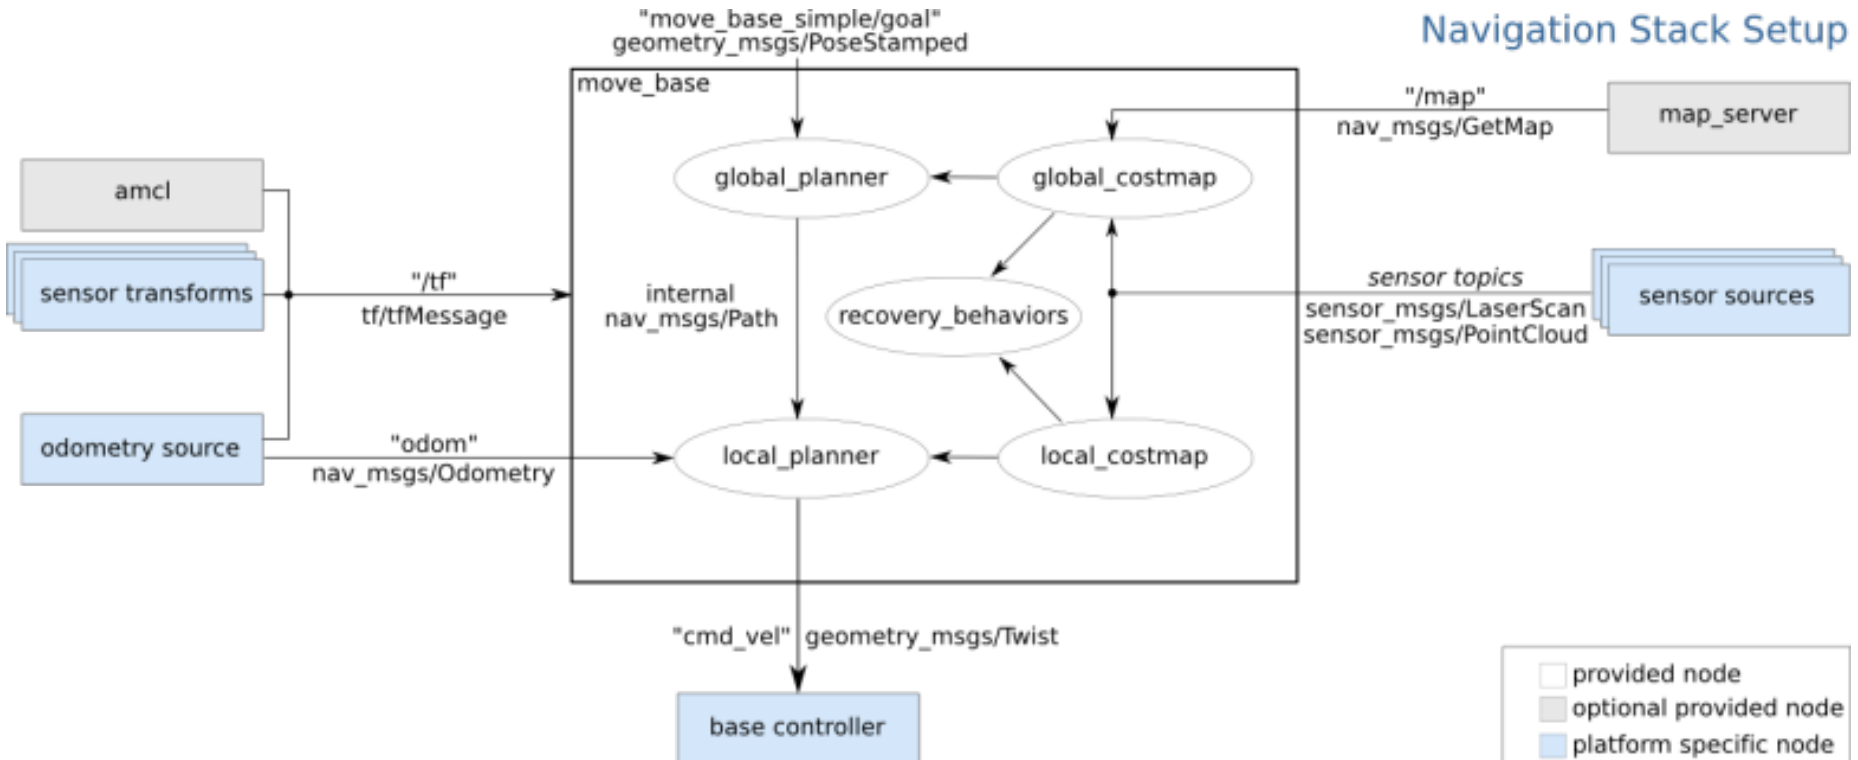 "move_base_simple/goal"
geometry_msgs/PoseStamped
Navigation Stack Setup
move_base
"/map"
nav_msgs/GetMap
map_server
global_planner
global_costmap
amcl
sensor transforms
"/tf"
tf/tfMessage
internal
nav_msgs/Path
recovery_behaviors
sensor topics
sensor_msgs/LaserScan
sensor_msgs/PointCloud
sensor sources
odometry source
"odom"
nav_msgs/Odometry
local_planner
local_costmap
"cmd_vel" geometry_msgs/Twist
base controller
provided node
optional provided node
platform specific node